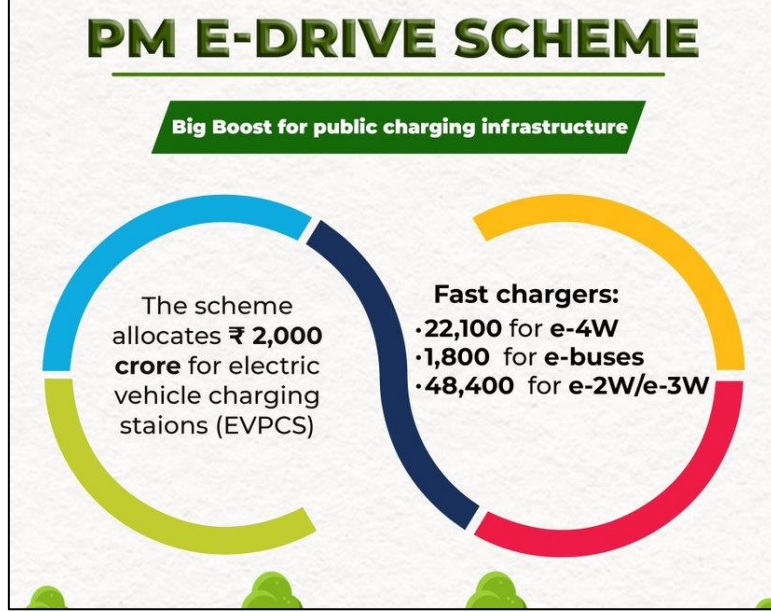 PM E-DRIVE SCHEME
Big Boost for public charging infrastructure
The scheme
allocates ₹ 2,000
crore for electric
vehicle charging
staions (EVPCS)
Fast chargers:
·22,100 for e-4W
·1,800 for e-buses
·48,400 for e-2W/e-3W